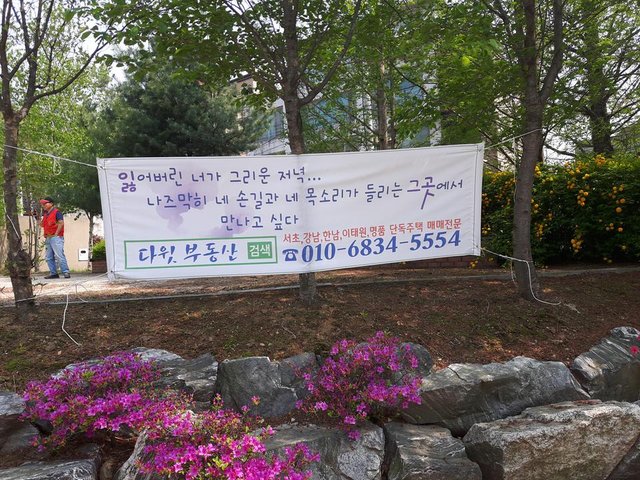 잃어버린 너가 그리운 저녁...
나즈막히 네 손길과 네 목소리가 들리는 그곳에서
만나고 싶다
다윗부동산 검색
서초,강남,한남,이태원,명품 단독주택 매매전문
☎010-6834-5554